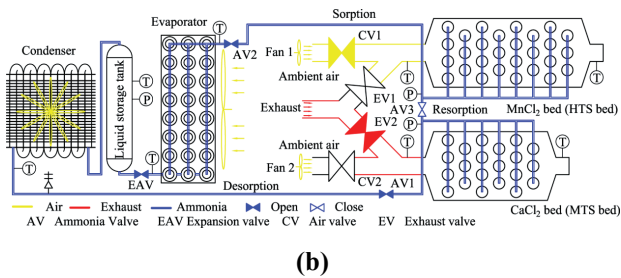 Evaporator
Sorption
Condenser
T
AV2
CV1
Fan 1
Liquid storage tank
T
P
Ambient air
T
T
P
EV1
Exhaust
AV3
Resorption
MnCl2 bed (HTS bed)
EV2
P
T
Ambient air
T
T
T
Fan 2
EAV
Desorption
CV2
AV1
CaCl2 bed (MTS bed)
Air
Exhaust
Ammonia
Open
Close
AV Ammonia Valve EAV Expansion valve CV Air valve EV Exhaust valve
(b)